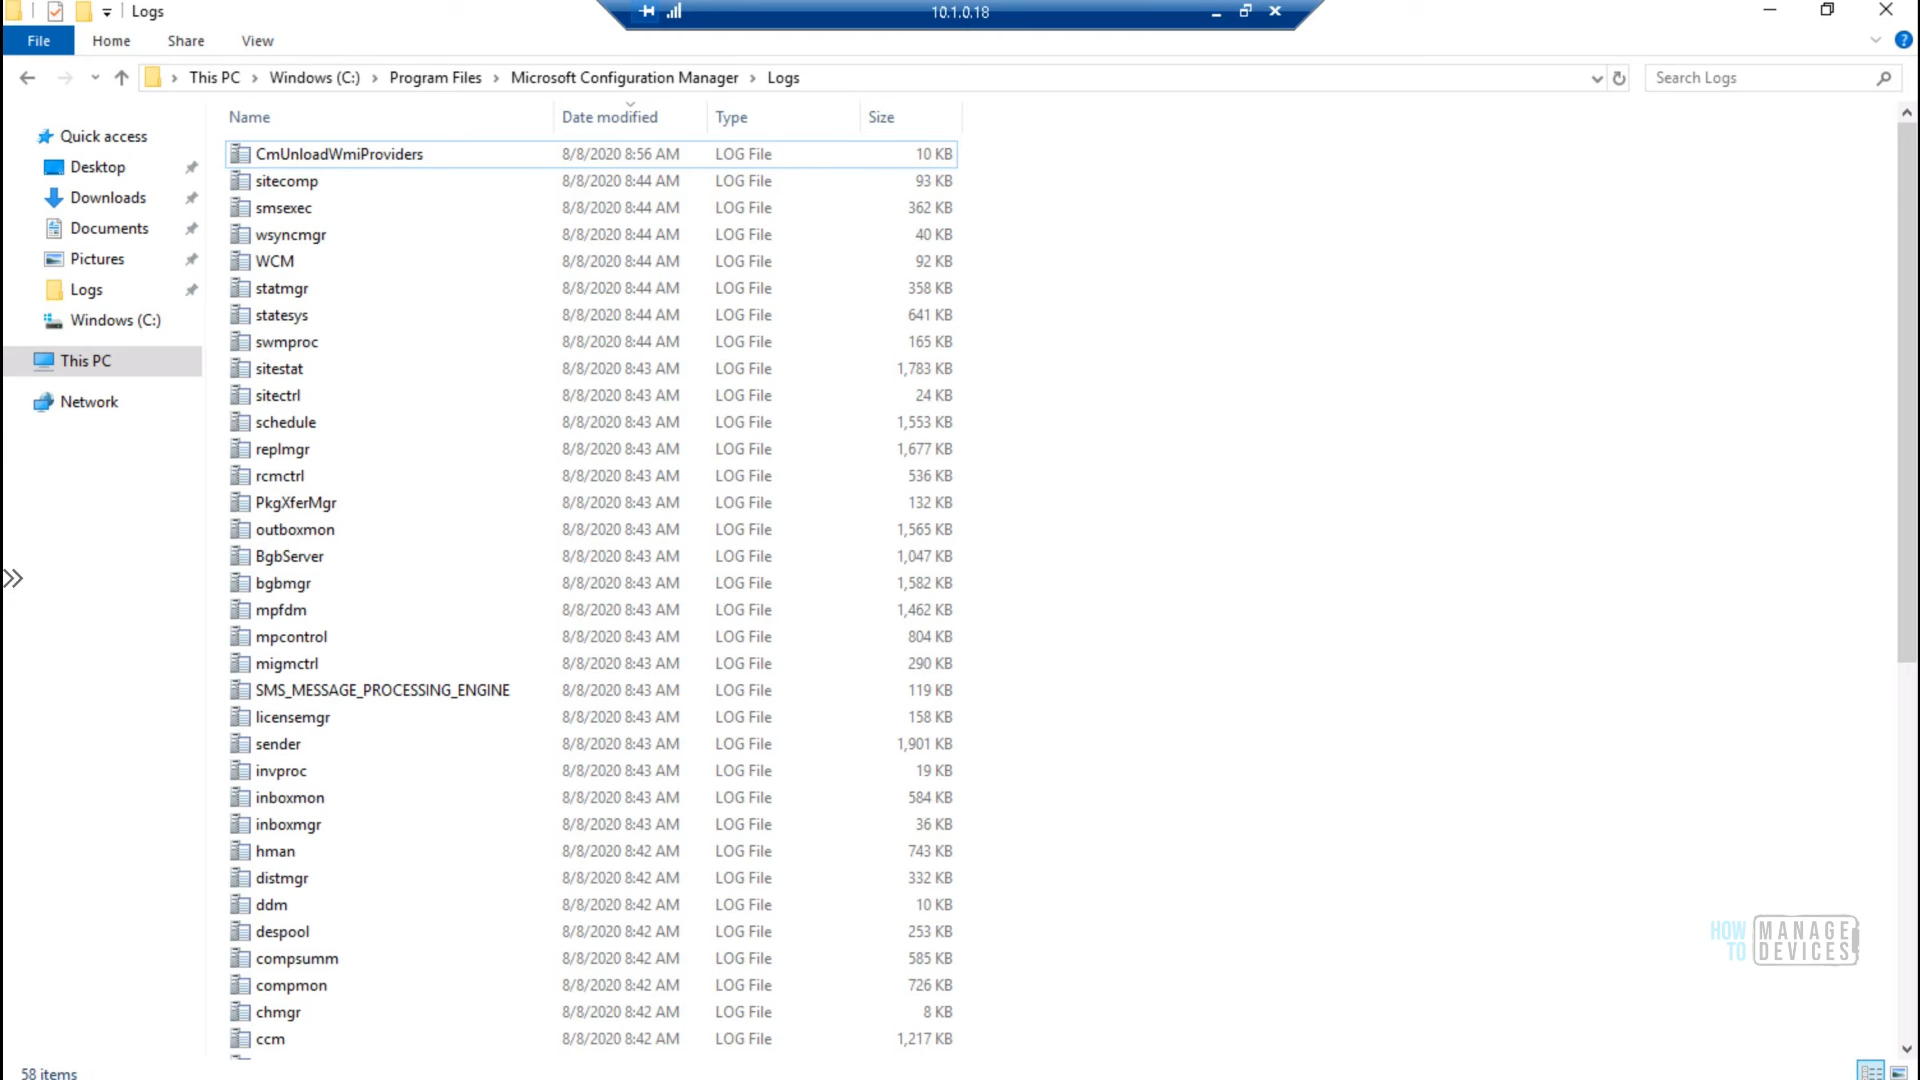 Logs
10.1.0.18
File Home Share View
This PC > Windows (C:) > Program Files > Microsoft Configuration Manager > Logs
Search Logs
Quick access
Desktop
Downloads
Documents
Pictures
Logs
Windows (C:)
This PC
Network
Name Date modified Type Size
CmUnloadWmiProviders 8/8/2020 8:56 AM LOG File 10 KB
sitecomp 8/8/2020 8:44 AM LOG File 93 KB
smsexec 8/8/2020 8:44 AM LOG File 362 KB
wsyncmgr 8/8/2020 8:44 AM LOG File 40 KB
WCM 8/8/2020 8:44 AM LOG File 92 KB
statmgr 8/8/2020 8:44 AM LOG File 358 KB
statesys 8/8/2020 8:44 AM LOG File 641 KB
swmproc 8/8/2020 8:44 AM LOG File 165 KB
sitestat 8/8/2020 8:43 AM LOG File 1,783 KB
sitectrl 8/8/2020 8:43 AM LOG File 24 KB
schedule 8/8/2020 8:43 AM LOG File 1,553 KB
replmgr 8/8/2020 8:43 AM LOG File 1,677 KB
rcmctrl 8/8/2020 8:43 AM LOG File 536 KB
PkgXferMgr 8/8/2020 8:43 AM LOG File 132 KB
outboxmon 8/8/2020 8:43 AM LOG File 1,565 KB
BgbServer 8/8/2020 8:43 AM LOG File 1,047 KB
bgbmgr 8/8/2020 8:43 AM LOG File 1,582 KB
mpfdm 8/8/2020 8:43 AM LOG File 1,462 KB
mpcontrol 8/8/2020 8:43 AM LOG File 804 KB
migmctrl 8/8/2020 8:43 AM LOG File 290 KB
SMS_MESSAGE_PROCESSING_ENGINE 8/8/2020 8:43 AM LOG File 119 KB
licensemgr 8/8/2020 8:43 AM LOG File 158 KB
sender 8/8/2020 8:43 AM LOG File 1,901 KB
invproc 8/8/2020 8:43 AM LOG File 19 KB
inboxmon 8/8/2020 8:43 AM LOG File 584 KB
inboxmgr 8/8/2020 8:43 AM LOG File 36 KB
hman 8/8/2020 8:42 AM LOG File 743 KB
distmgr 8/8/2020 8:42 AM LOG File 332 KB
ddm 8/8/2020 8:42 AM LOG File 10 KB
despool 8/8/2020 8:42 AM LOG File 253 KB
compsumm 8/8/2020 8:42 AM LOG File 585 KB
compmon 8/8/2020 8:42 AM LOG File 726 KB
chmgr 8/8/2020 8:42 AM LOG File 8 KB
ccm 8/8/2020 8:42 AM LOG File 1,217 KB
HOW TO MANAGE DEVICES
58 items